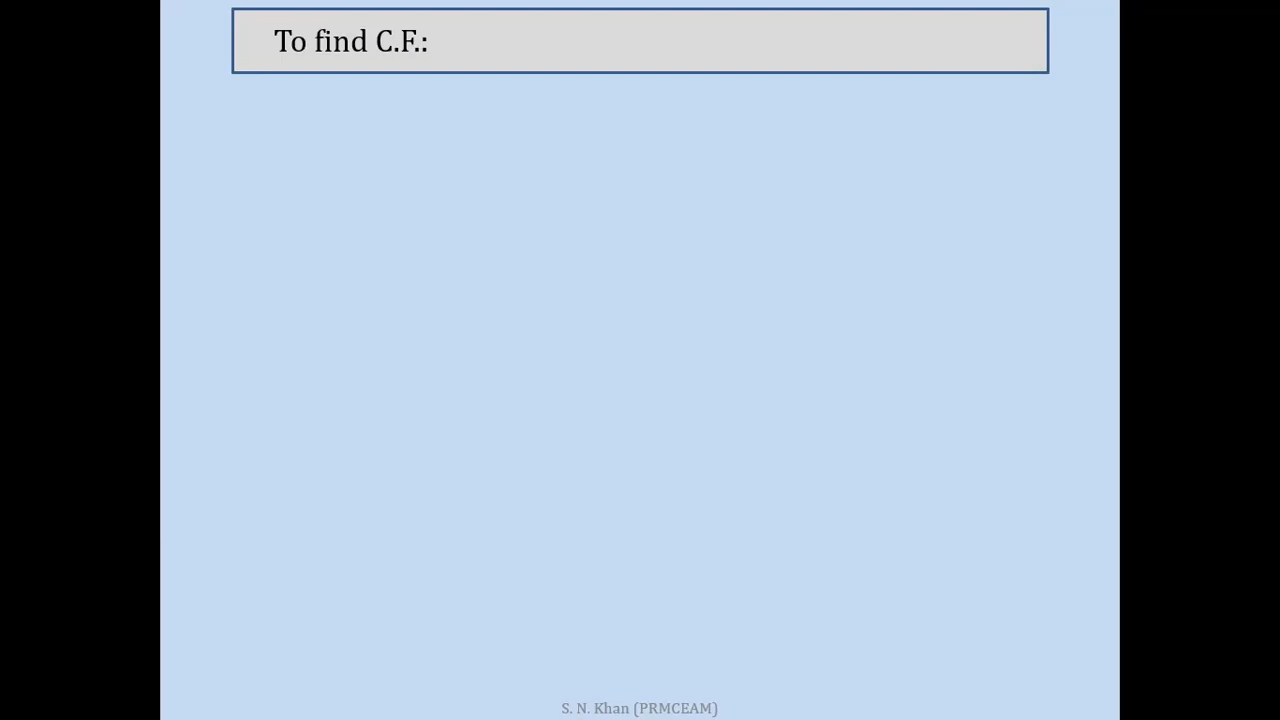 To find C.F.:
S. N. Khan (PRMCEAM)